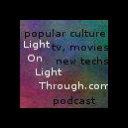 popular culture
Light
tv, movies
On
new techs
Light
Through.com
podcast